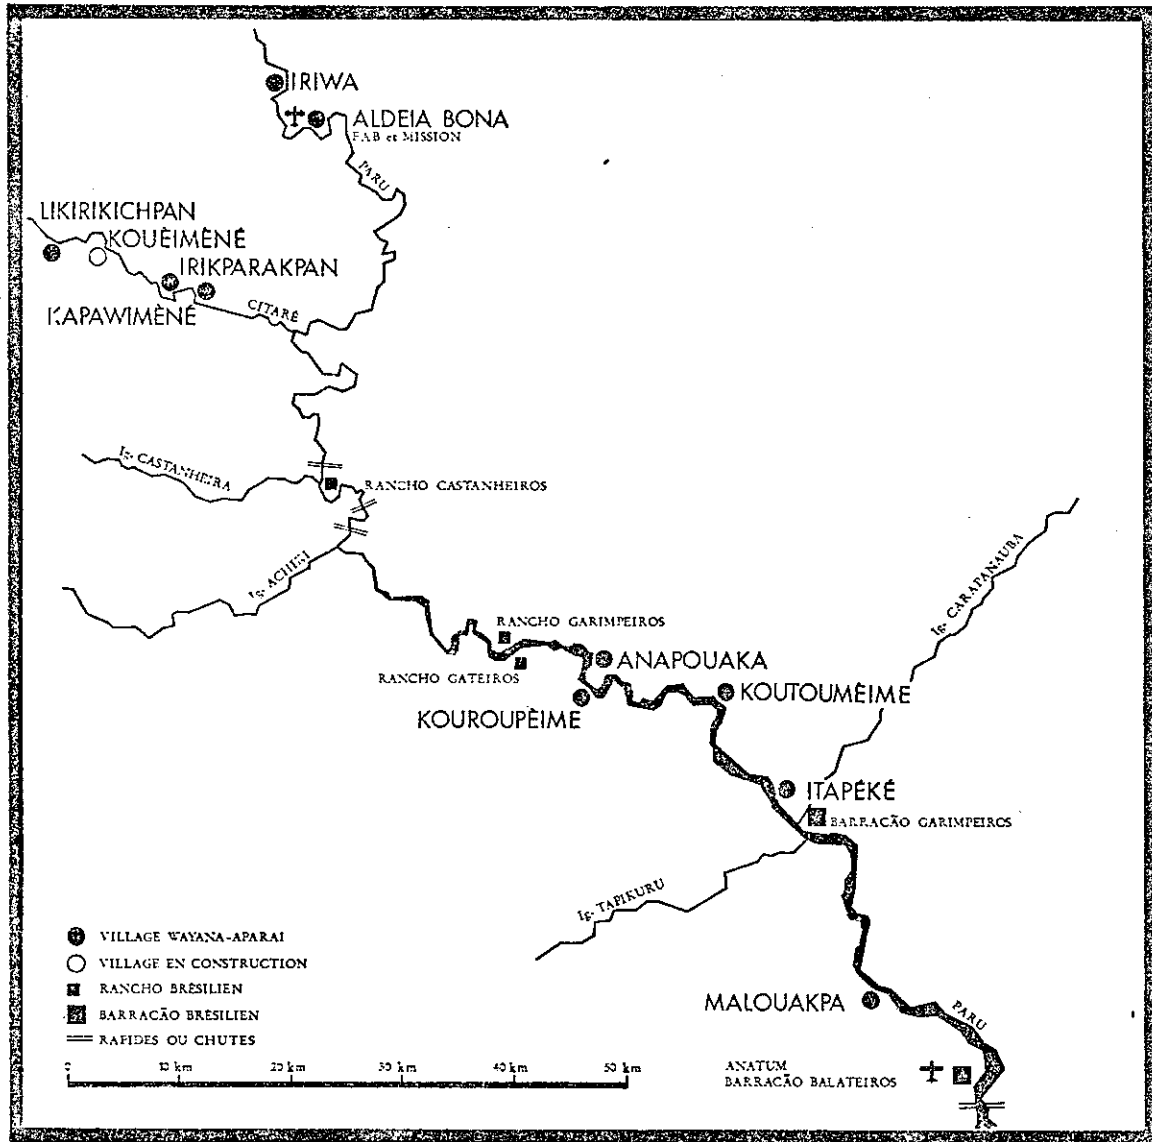 IRIWA
ALDEIA BONA
FAB et MISSION
PARU
LIKIRIKICHPAN
KOUÈIMÈNÉ
IRIKPARAKPAN
KAPAWIMÈNÉ
CITARÉ
Ig. CASTANHEIRA
RANCHO CASTANHEIROS
Ig. ACHIKI
Ig. CARAPANAUBA
RANCHO GARIMPEIROS
ANAPOUAKA
RANCHO GATEIROS
KOUTOUMÈIME
KOUROUPÈIME
ITAPÉKÉ
BARRACÃO GARIMPEIROS
Ig. TAPIKURU
VILLAGE WAYANA-APARAI
VILLAGE EN CONSTRUCTION
RANCHO BRÉSILIEN
BARRACÃO BRÉSILIEN
RAPIDES OU CHUTES
MALOUAKPA
PARU
0 10 km 20 km 30 km 40 km 50 km
ANATUM
BARRACÃO BALATEIROS